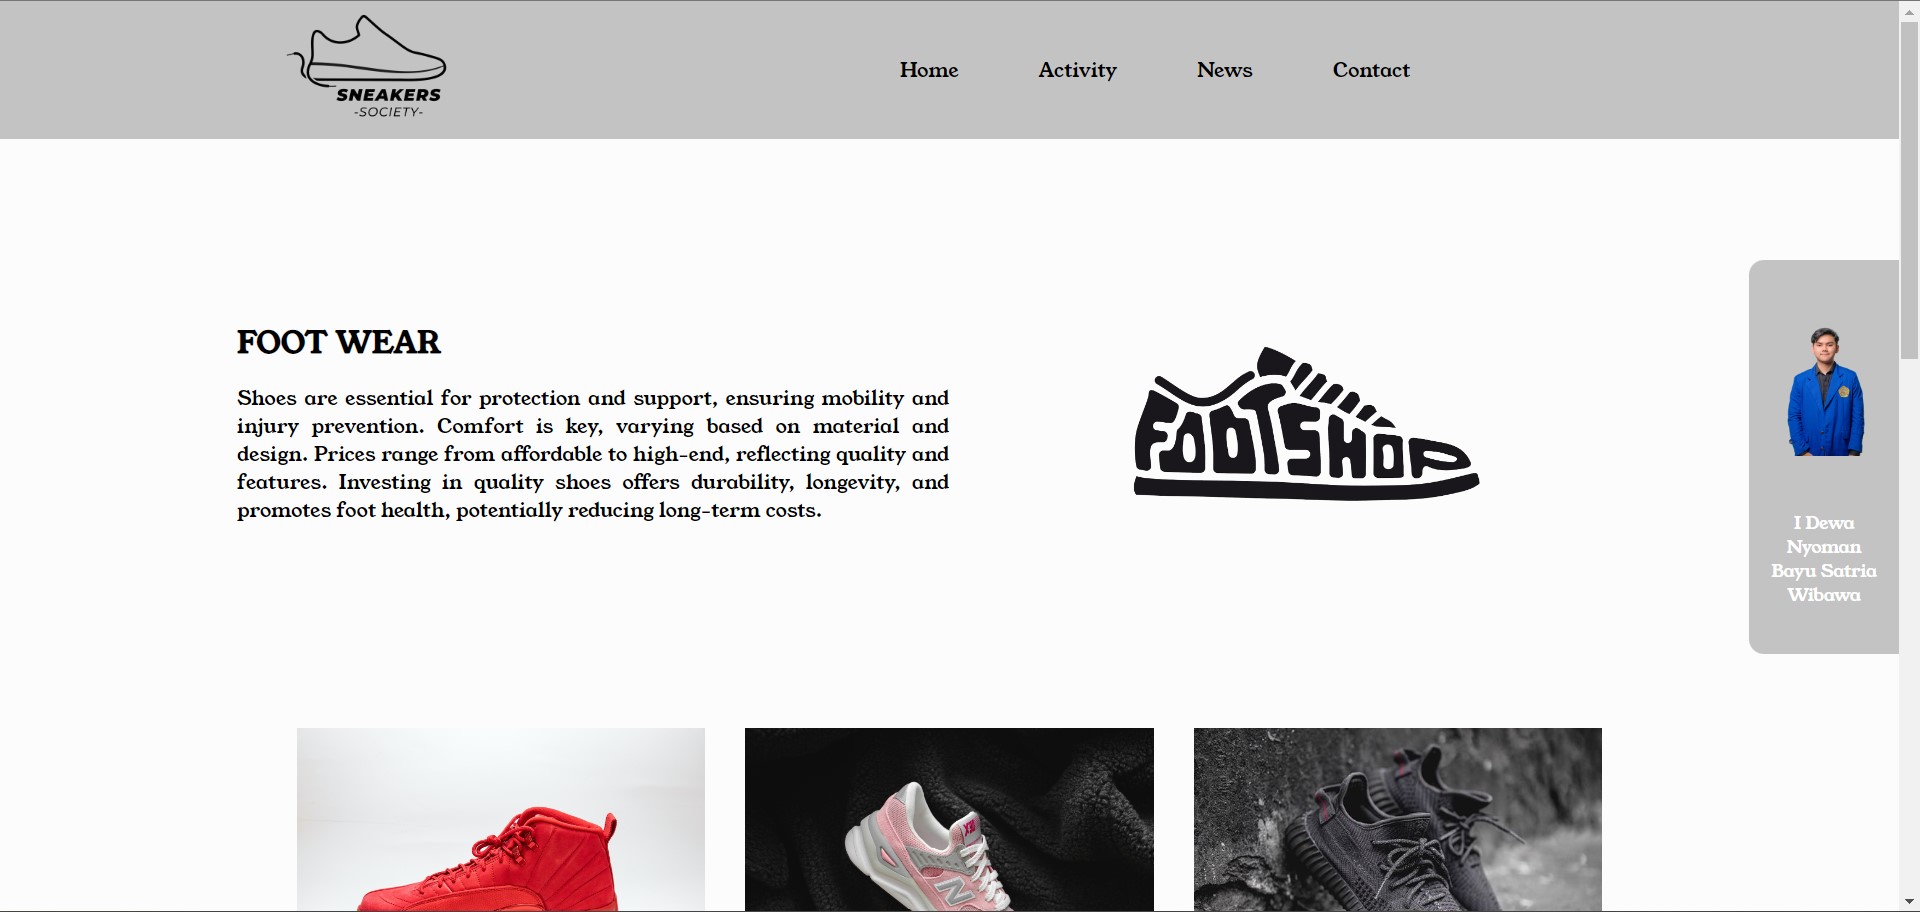 SNEAKERS
-SOCIETY-
Home
Activity
News
Contact
FOOT WEAR
Shoes are essential for protection and support, ensuring mobility and
injury prevention. Comfort is key, varying based on material and
design. Prices range from affordable to high-end, reflecting quality and
features. Investing in quality shoes offers durability, longevity, and
promotes foot health, potentially reducing long-term costs.
FOOTSHOP
I Dewa
Nyoman
Bayu Satria
Wibawa
N